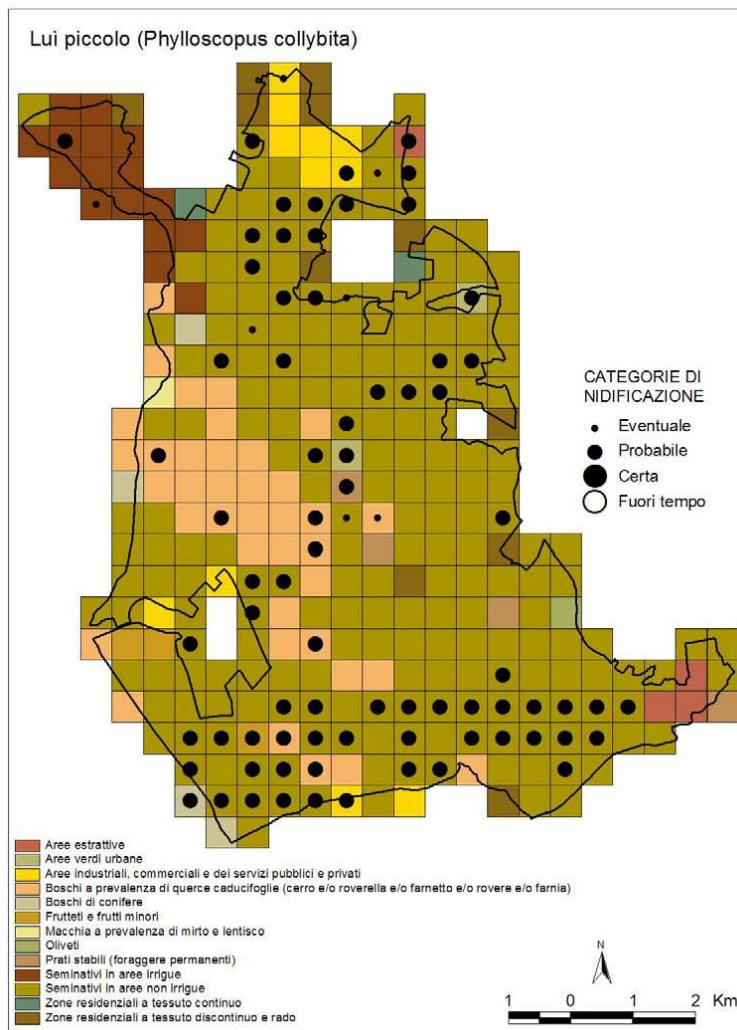 Luì piccolo (Phylloscopus collybita)
CATEGORIE DI
NIDIFICAZIONE
Eventuale
Probabile
Certa
Fuori tempo
Aree estrattive
Aree verdi urbane
Aree industriali, commerciali e dei servizi pubblici e privati
Boschi a prevalenza di querce caducifoglie (cerro e/o roverella e/o farnetto e/o rovere e/o farnia)
Boschi di conifere
Frutteti e frutti minori
Macchia a prevalenza di mirto e lentisco
Oliveti
Prati stabili (foraggere permanenti)
Seminativi in aree irrigue
Seminativi in aree non irrigue
Zone residenziali a tessuto continuo
Zone residenziali a tessuto discontinuo e rado
N
1 0 1 2 Km